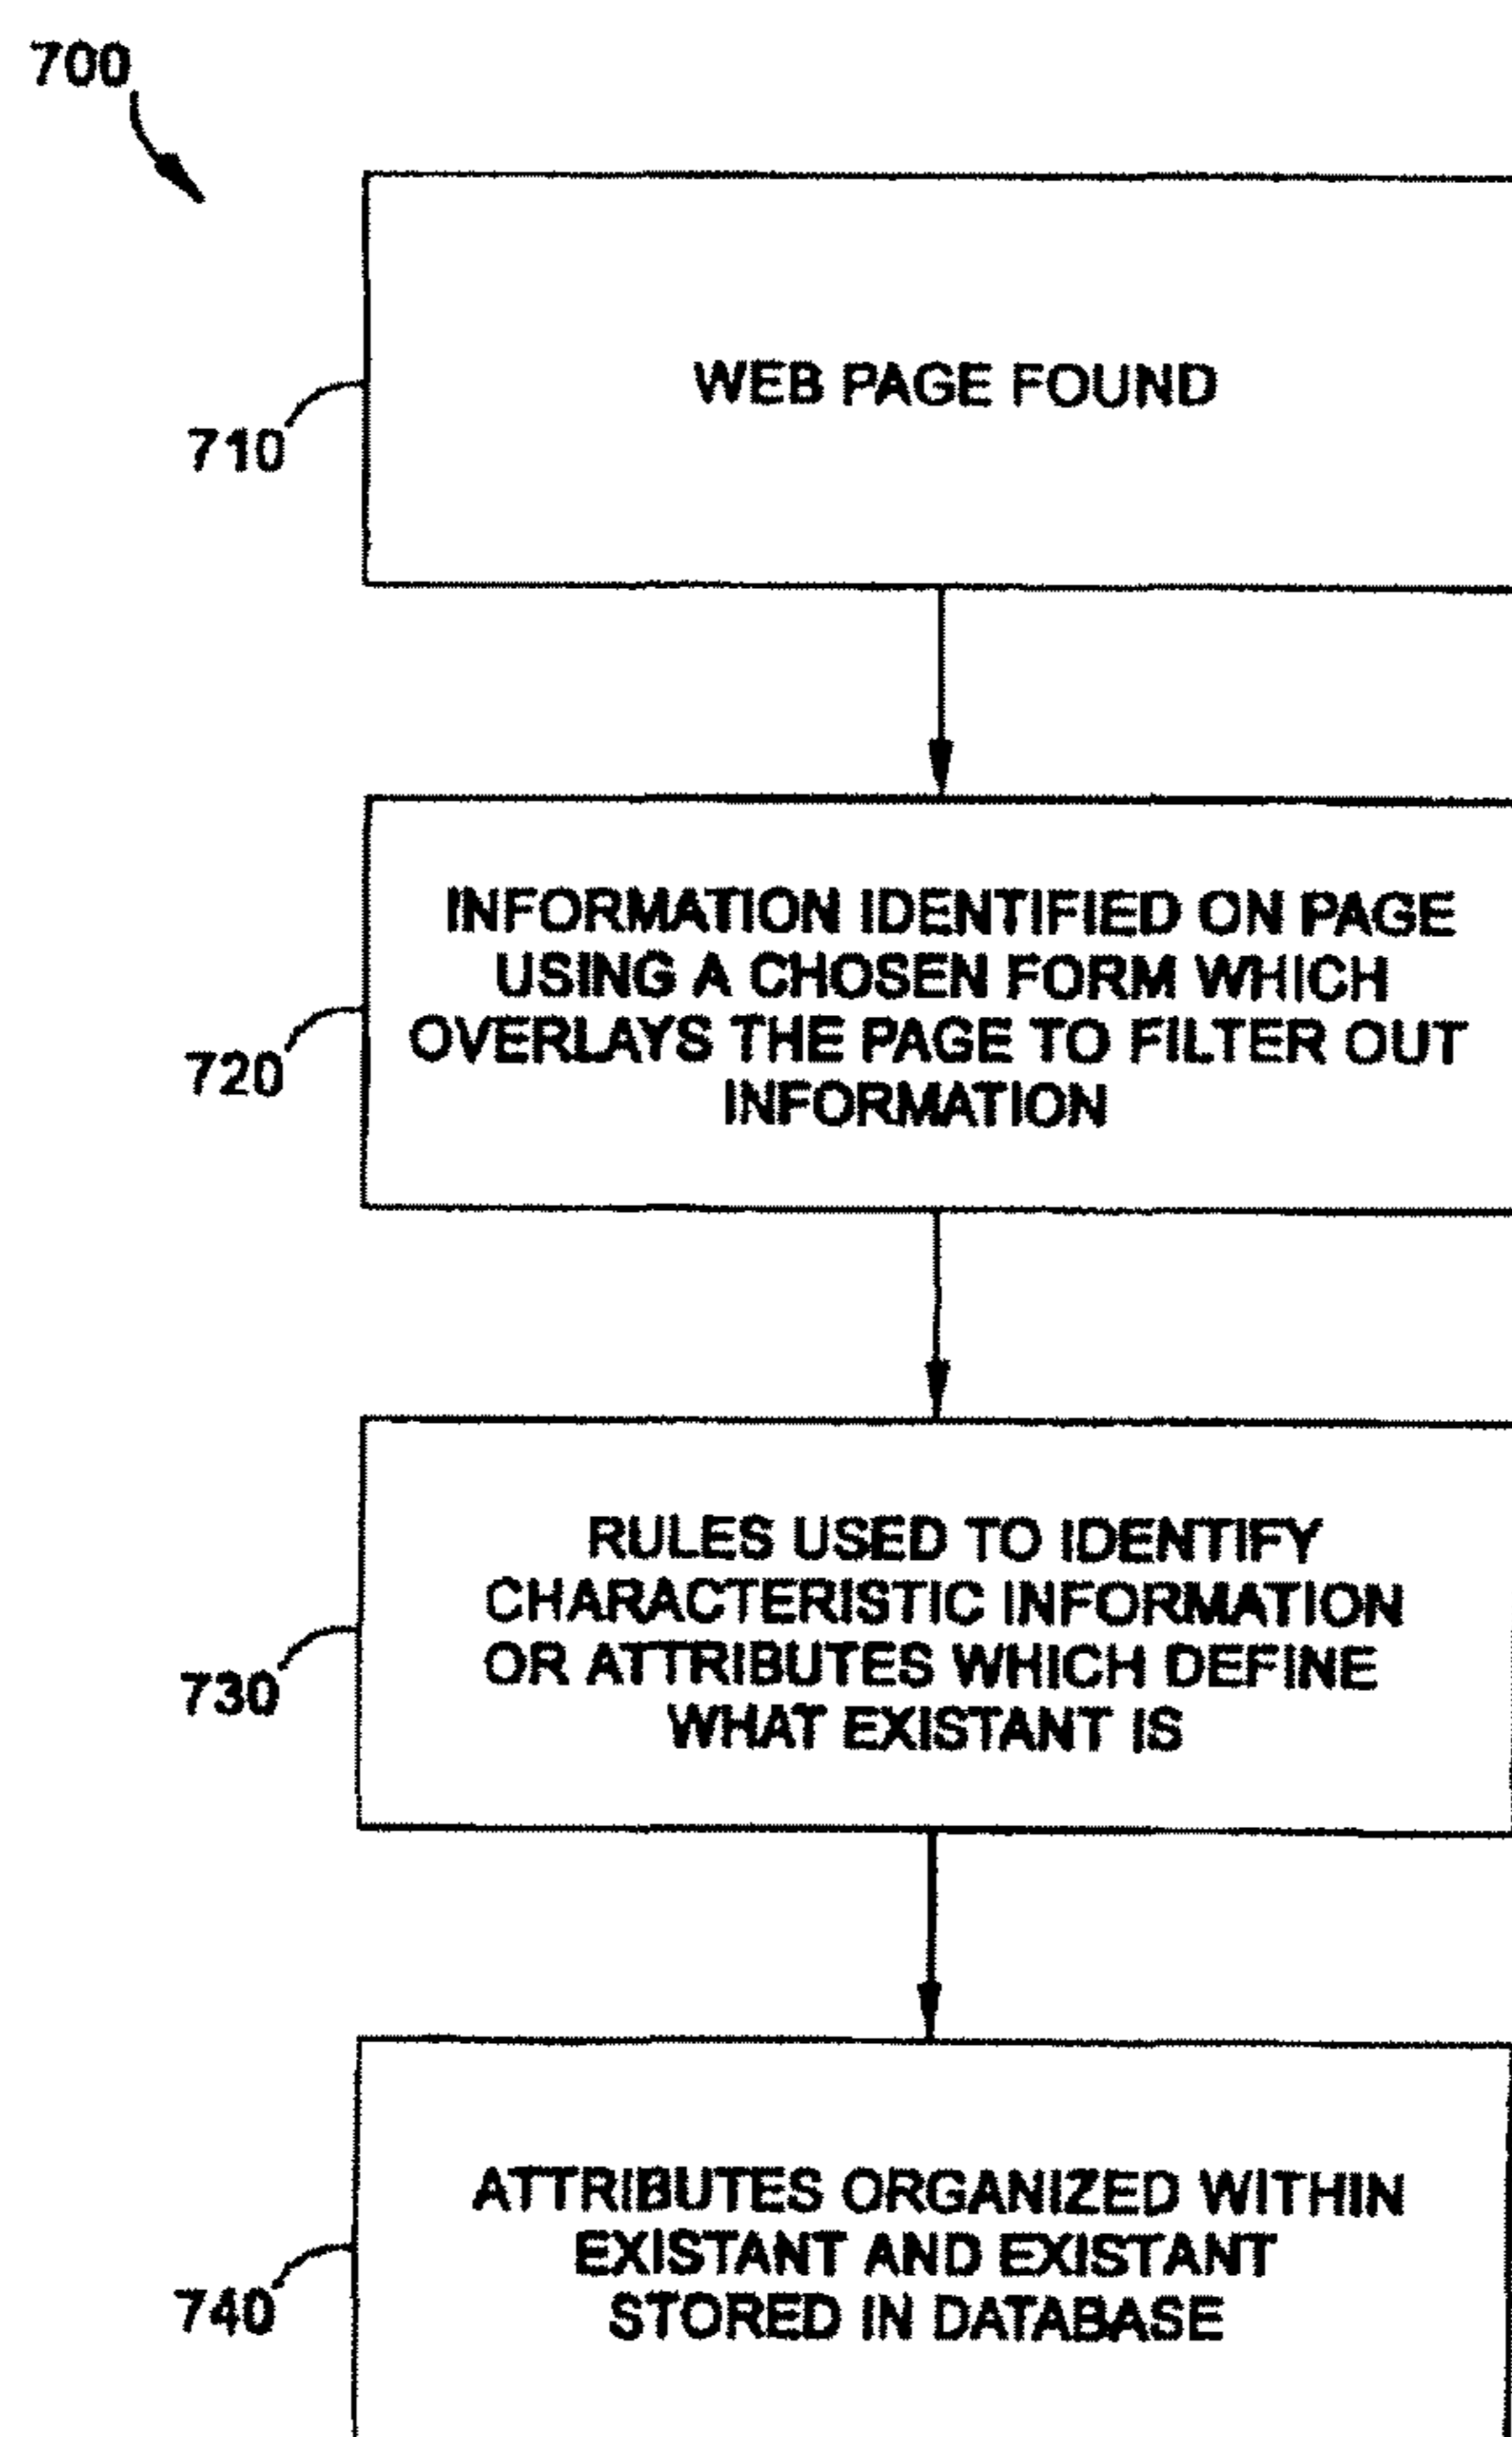 700
WEB PAGE FOUND
710
INFORMATION IDENTIFIED ON PAGE
USING A CHOSEN FORM WHICH
OVERLAYS THE PAGE TO FILTER OUT
INFORMATION
720
RULES USED TO IDENTIFY
CHARACTERISTIC INFORMATION
OR ATTRIBUTES WHICH DEFINE
WHAT EXISTANT IS
730
ATTRIBUTES ORGANIZED WITHIN
EXISTANT AND EXISTANT
STORED IN DATABASE
740